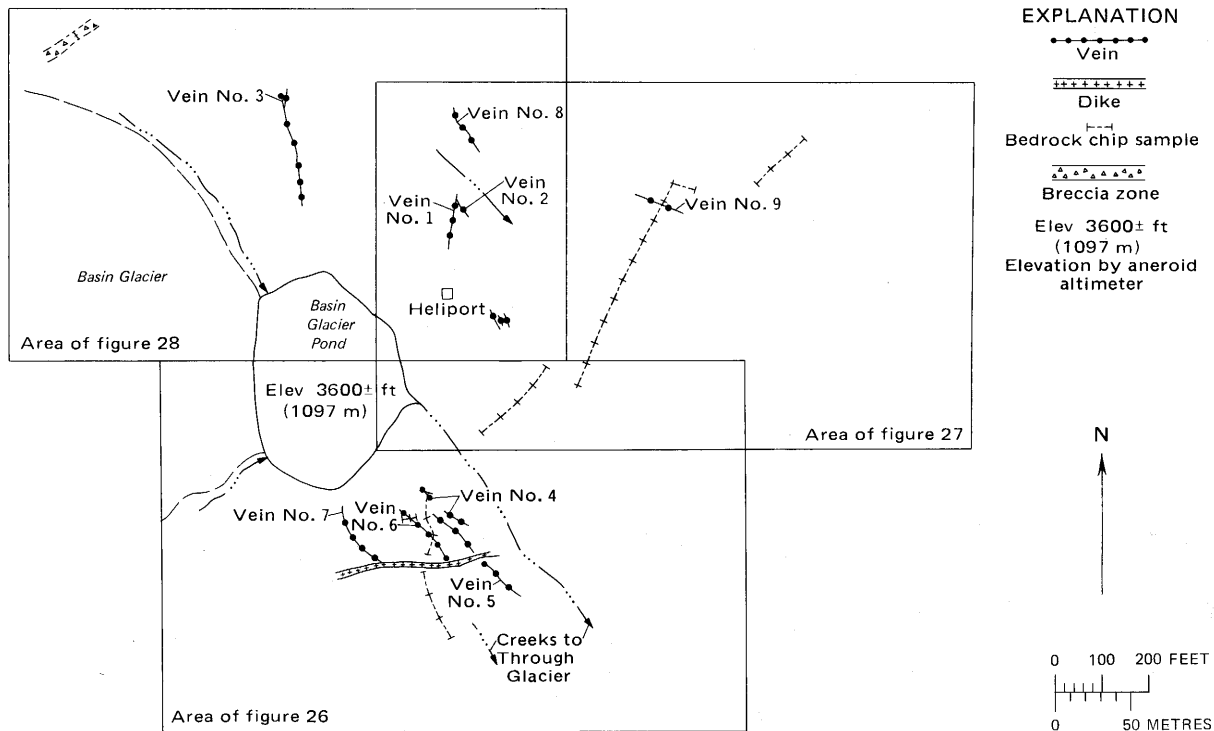 EXPLANATION
Vein
Dike
Bedrock chip sample
Breccia zone
Elev 3600± ft
(1097 m)
Elevation by aneroid
altimeter
Vein No. 3
Vein No. 8
Vein
No. 2
Vein
No. 1
Vein No. 9
Basin Glacier
Basin
Glacier
Pond
Heliport
Area of figure 28
Elev 3600± ft
(1097 m)
Area of figure 27
N
Vein No. 4
Vein No. 7
Vein
No. 6
Vein
No. 5
Creeks to
Through
Glacier
Area of figure 26
0 100 200 FEET
0 50 METRES